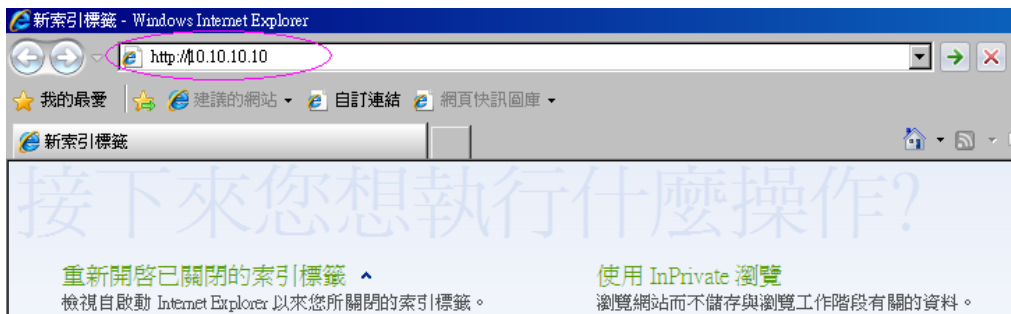 新索引標籤 - Windows Internet Explorer
http://10.10.10.10
我的最愛 建議的網站 自訂連結 網頁快訊圖庫
新索引標籤
接下來您想執行什麼操作?
重新開啓已關閉的索引標籤
使用 InPrivate 瀏覽
檢視自啟動 Internet Explorer 以來您所關閉的索引標籤。
瀏覽網站而不儲存與瀏覽工作階段有關的資料。